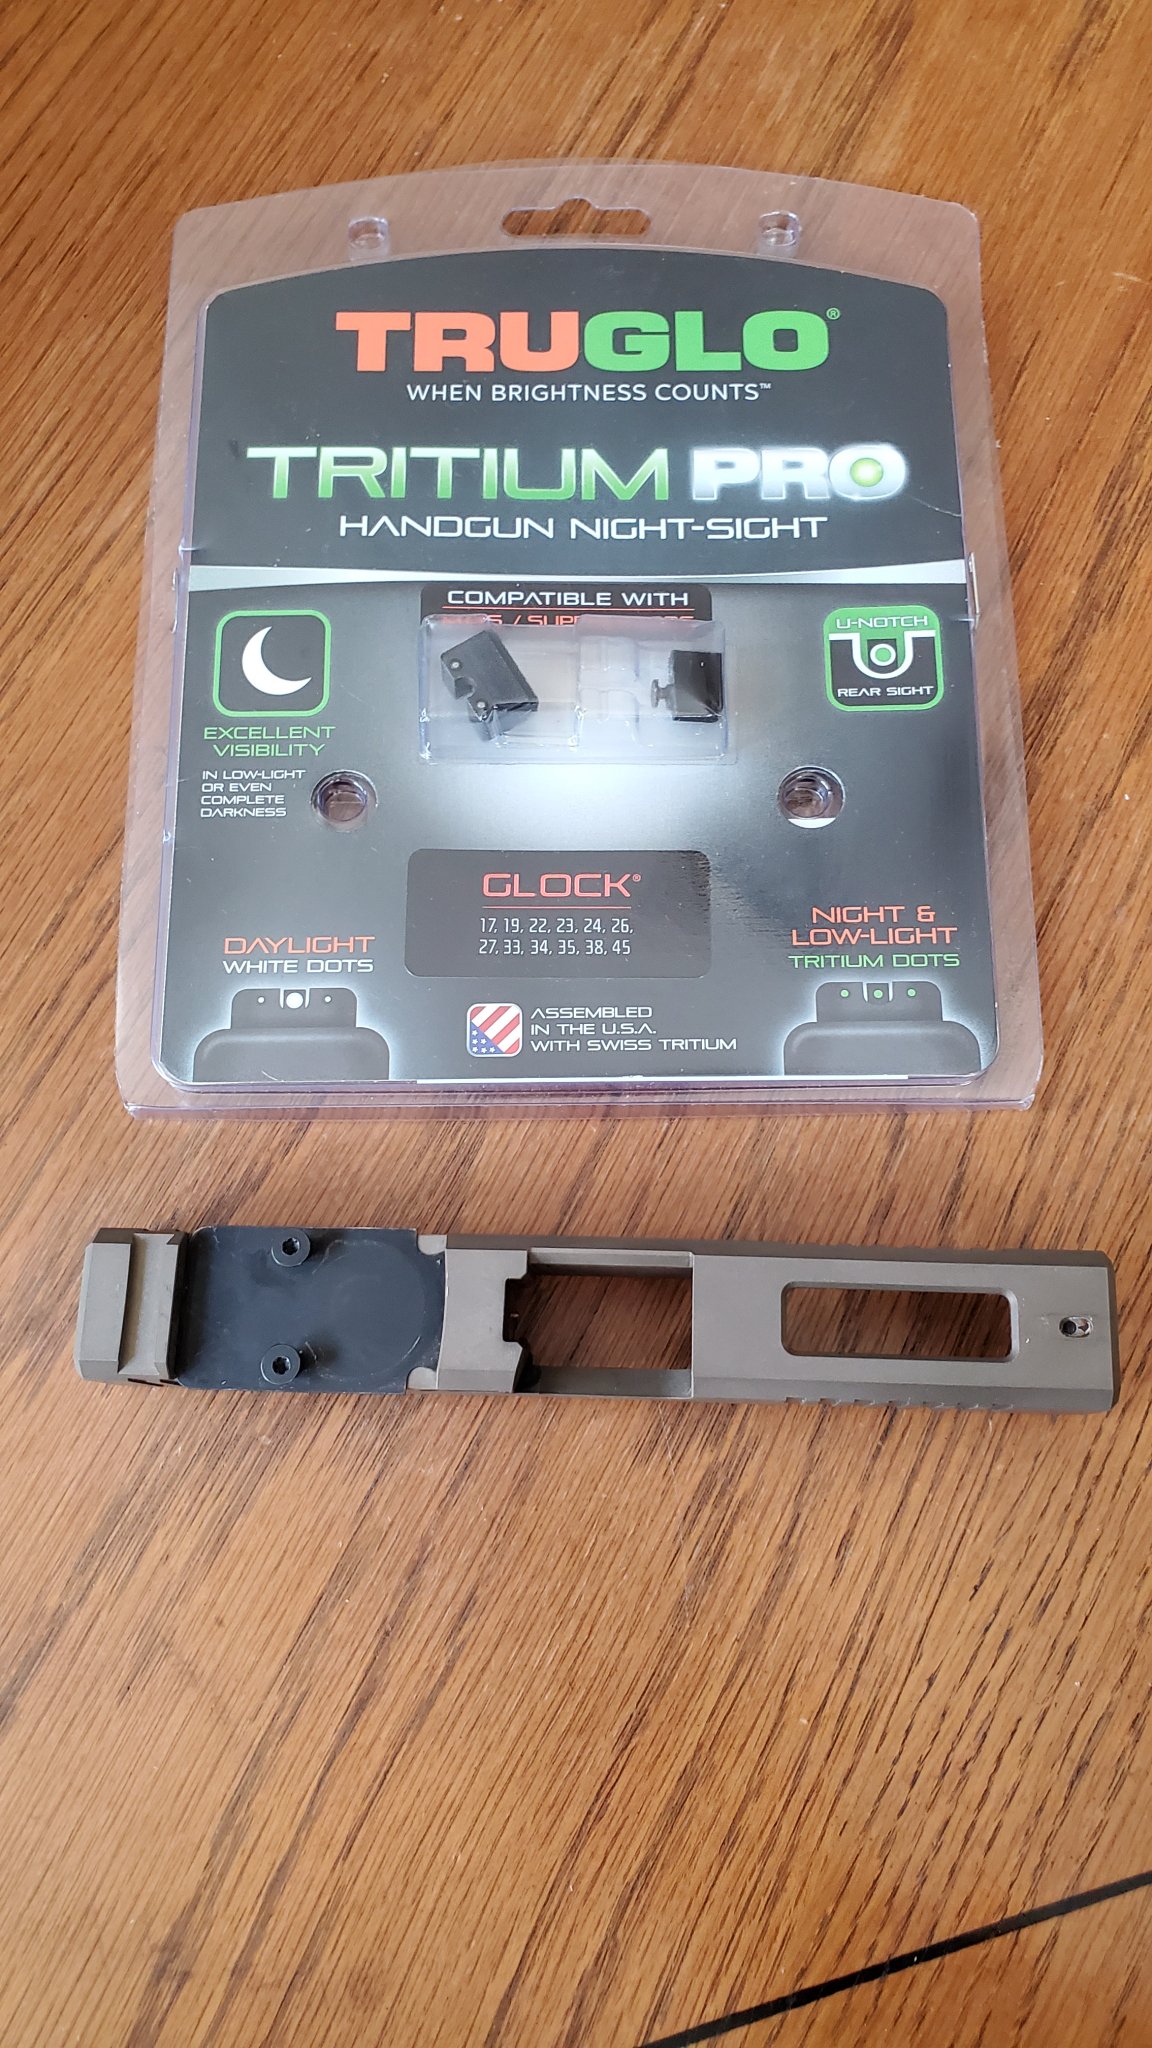 TRUGLO®
WHEN BRIGHTNESS COUNTS™
TRITIUM PRO
HANDGUN NIGHT-SIGHT
COMPATIBLE WITH
U-NOTCH
REAR SIGHT
EXCELLENT
VISIBILITY
IN LOW-LIGHT
OR EVEN
COMPLETE
DARKNESS
GLOCK®
17, 19, 22, 23, 24, 26,
27, 33, 34, 35, 38, 45
DAYLIGHT
WHITE DOTS
NIGHT &
LOW-LIGHT
TRITIUM DOTS
ASSEMBLED
IN THE U.S.A.
WITH SWISS TRITIUM